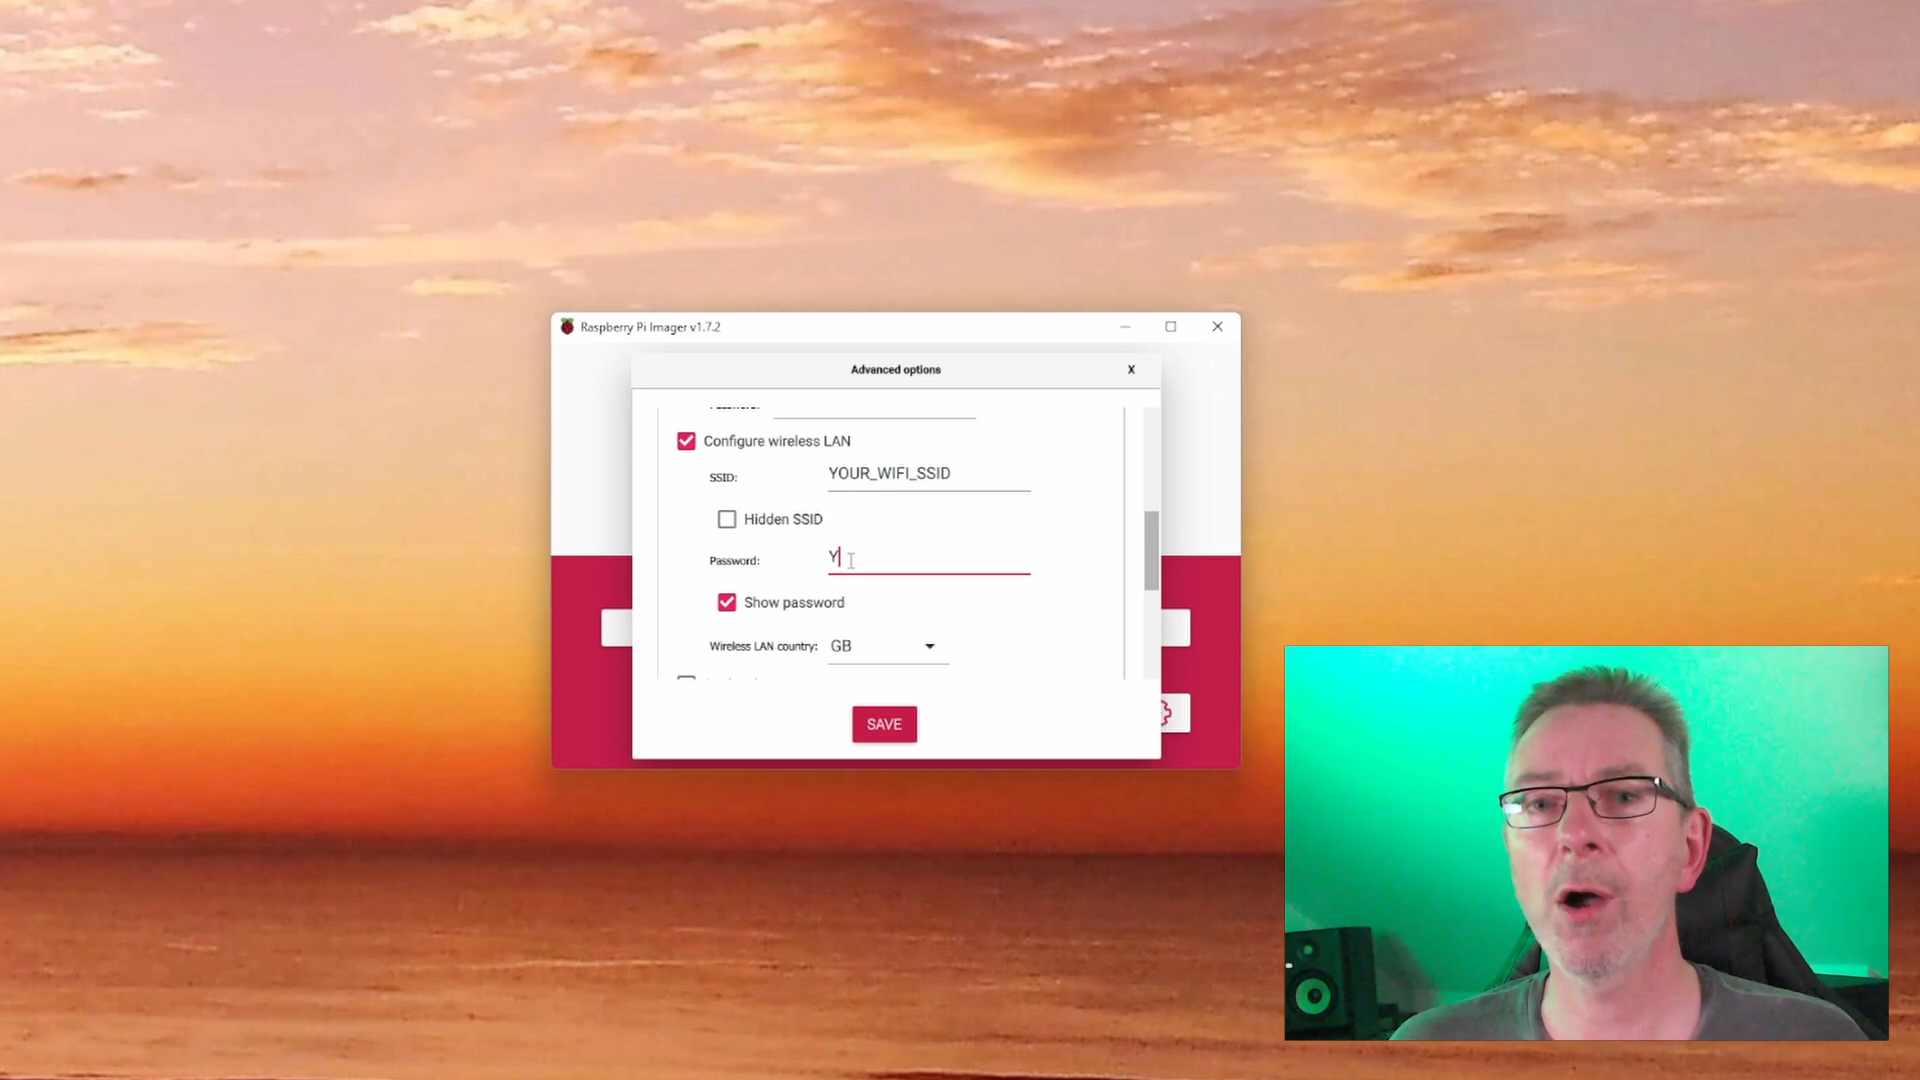 Raspberry Pi Imager v1.7.2
Advanced options
X
Configure wireless LAN
SSID: YOUR_WIFI_SSID
Hidden SSID
Password: Y
Show password
Wireless LAN country: GB
SAVE